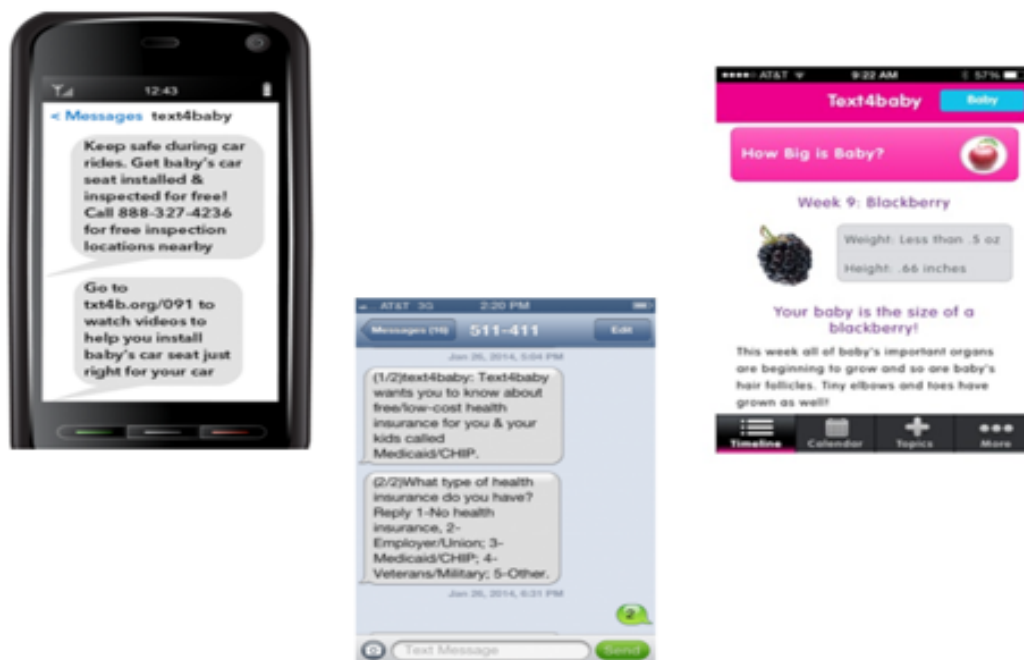 12:43
< Messages text4baby
Keep safe during car
rides. Get baby's car
seat installed &
inspected for free!
Call 888-327-4236
for free inspection
locations nearby
Go to
txt4b.org/091 to
watch videos to
help you install
baby's car seat just
right for your car
AT&T 3G 2:20 PM
Messages (16) 511-411 Edit
Jan 26, 2014, 5:04 PM
(1/2)text4baby: Text4baby
wants you to know about
free/low-cost health
insurance for you & your
kids called
Medicaid/CHIP.
(2/2)What type of health
insurance do you have?
Reply 1-No health
insurance, 2-
Employer/Union; 3-
Medicaid/CHIP; 4-
Veterans/Military; 5-Other.
Jan 26, 2014, 6:31 PM
2
Text Message Send
AT&T 9:22 AM 57%
Text4baby Baby
How Big is Baby?
Week 9: Blackberry
Weight: Less than .5 oz
Height: .66 inches
Your baby is the size of a
blackberry!
This week all of baby's important organs
are beginning to grow and so are baby's
hair follicles. Tiny elbows and toes have
grown as well!
Timeline Calendar Topics More